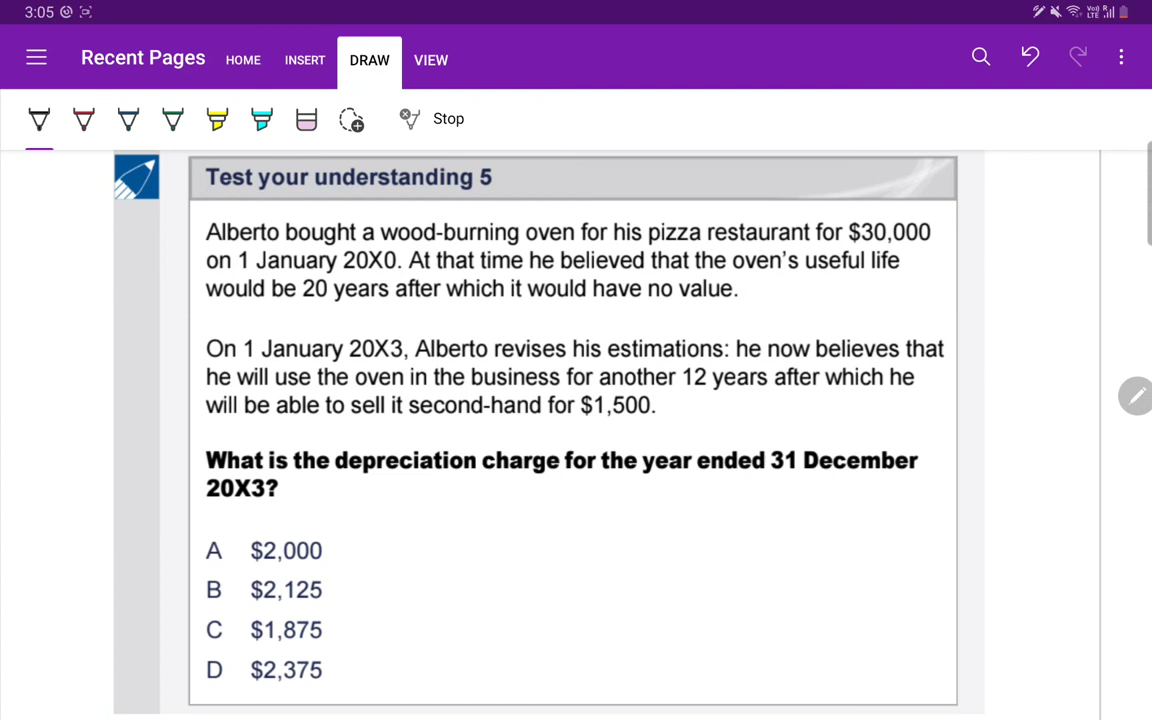 3:05
Vo) R
LTE
Recent Pages HOME INSERT DRAW VIEW
Stop
Test your understanding 5
Alberto bought a wood-burning oven for his pizza restaurant for $30,000
on 1 January 20X0. At that time he believed that the oven's useful life
would be 20 years after which it would have no value.
On 1 January 20X3, Alberto revises his estimations: he now believes that
he will use the oven in the business for another 12 years after which he
will be able to sell it second-hand for $1,500.
What is the depreciation charge for the year ended 31 December
20X3?
A $2,000
B $2,125
C $1,875
D $2,375